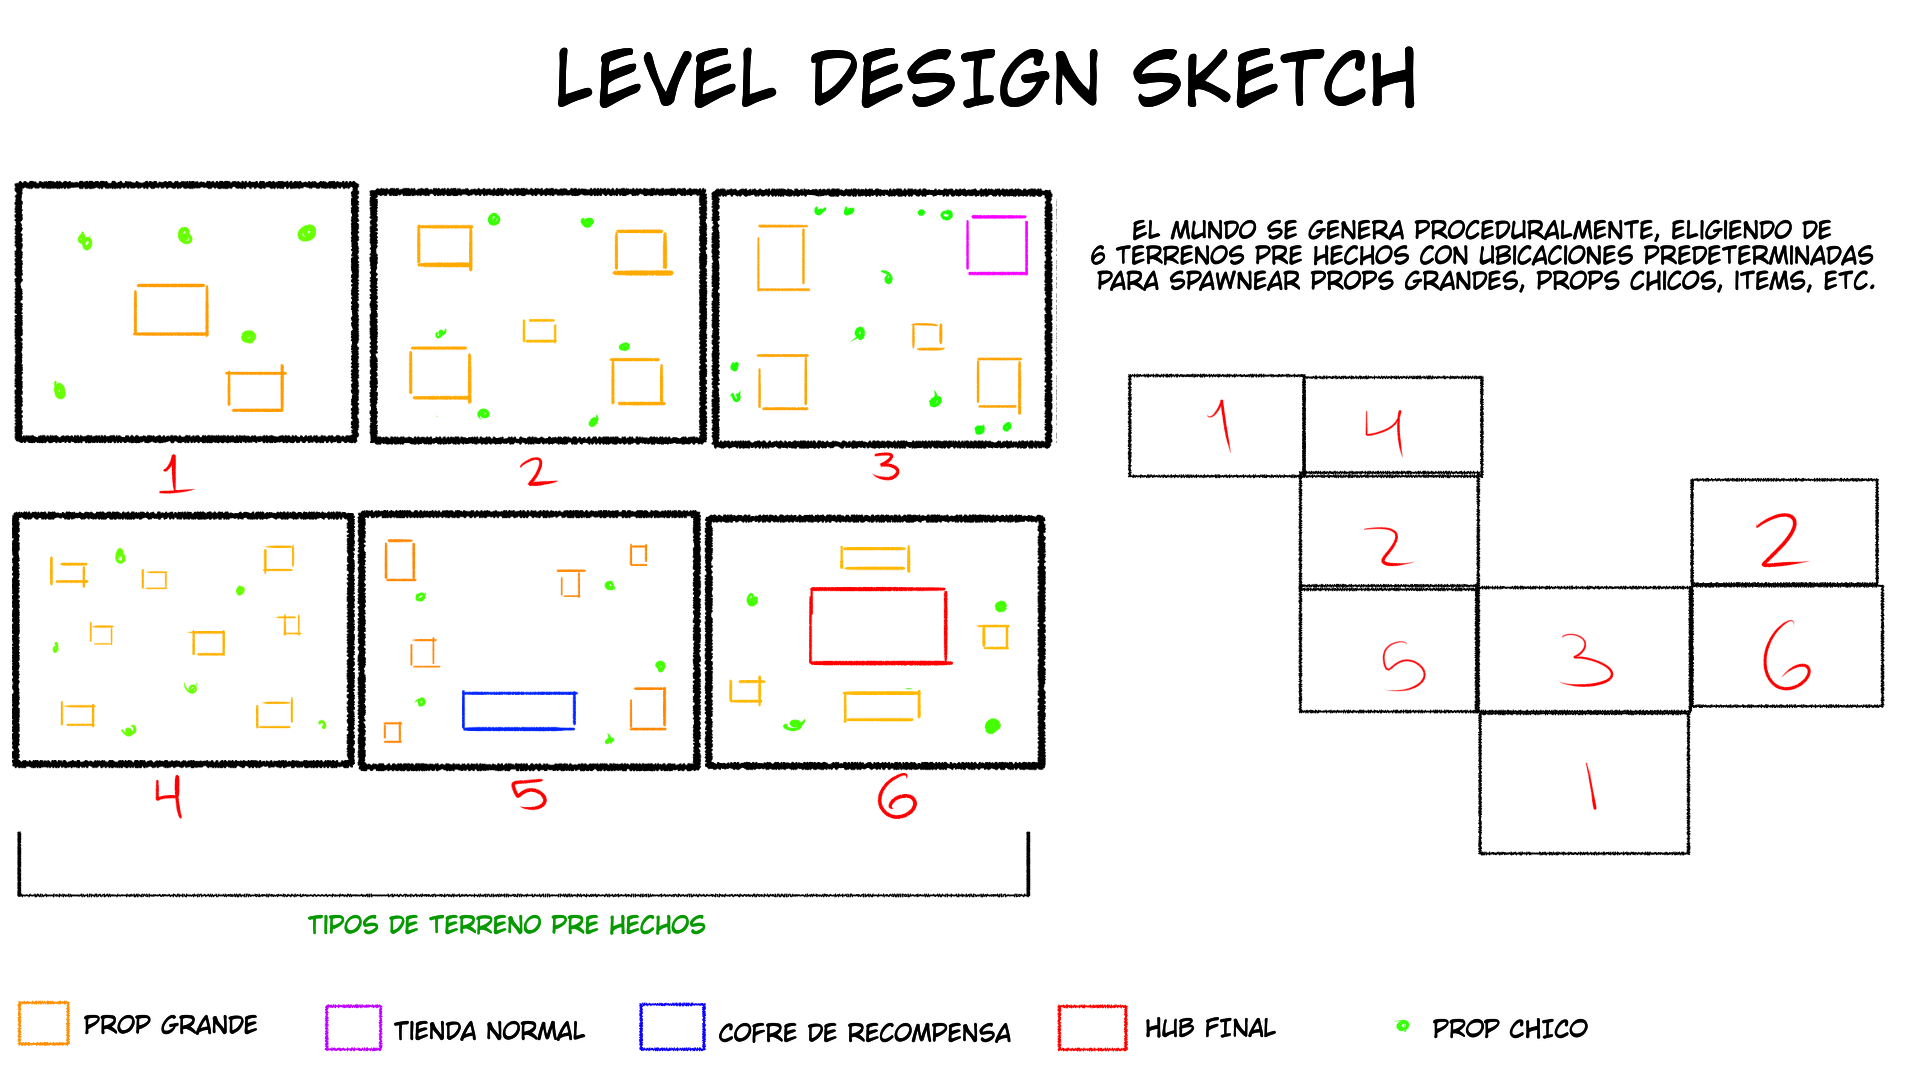 LEVEL DESIGN SKETCH
EL MUNDO SE GENERA PROCEDURALMENTE, ELIGIENDO DE
6 TERRENOS PRE HECHOS CON UBICACIONES PREDETERMINADAS
PARA SPAWNEAR PROPS GRANDES, PROPS CHICOS, ITEMS, ETC.
1 2 3
4 5 6
1 4
2 2
5 3 6
1
TIPOS DE TERRENO PRE HECHOS
PROP GRANDE
TIENDA NORMAL
COFRE DE RECOMPENSA
HUB FINAL
PROP CHICO